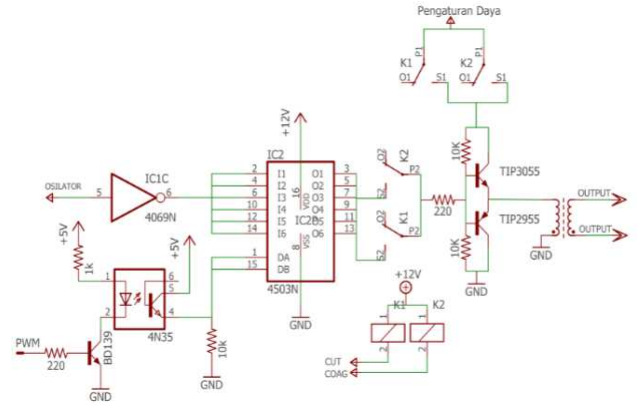 Pengaturan Daya
K1
P1
O1
S1
K2
P1
O1
S1
+12V
IC2
I1
I2
I3
I4
I5
I6
DA
DB
O1
O2
O3
O4
O5
O6
2
4
6
10
12
14
1
15
3
5
7
9
11
13
16
VDD
IC2P
8
VSS
4503N
GND
OSILATOR
5
6
IC1C
4069N
+5V
1k
+5V
1
2
6
5
4
4N35
PWM
220
BD139
GND
10k
GND
O2
K2
P2
S2
O2
K1
P2
S2
220
10K
10K
TIP3055
TIP2955
GND
GND
OUTPUT
OUTPUT
+12V
K1
K2
1
2
1
2
CUT
COAG